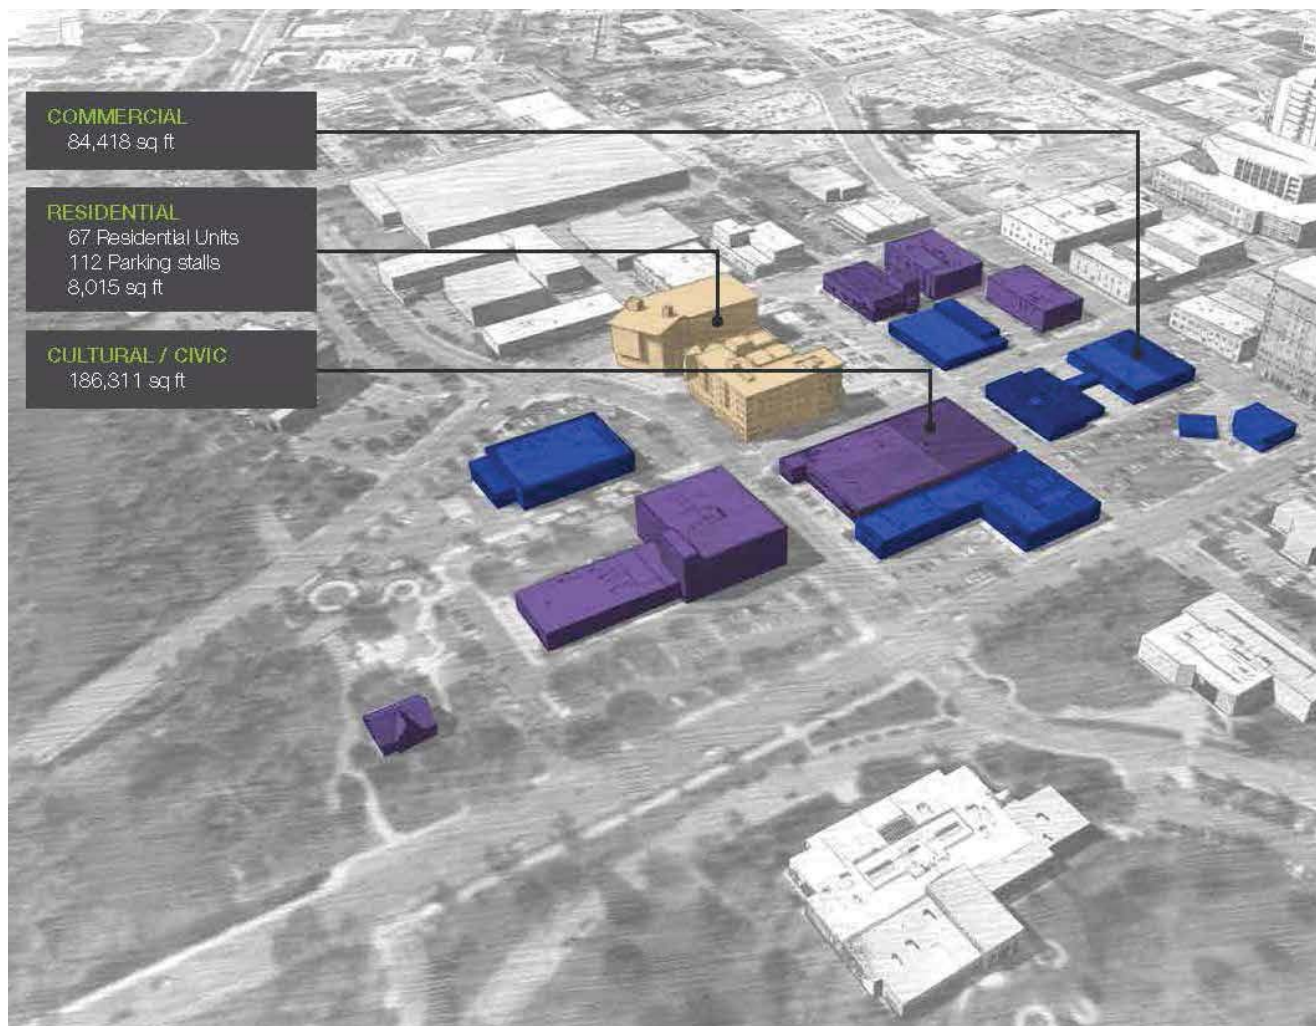 COMMERCIAL
84,418 sq ft
RESIDENTIAL
67 Residential Units
112 Parking stalls
8,015 sq ft
CULTURAL / CIVIC
186,311 sq ft